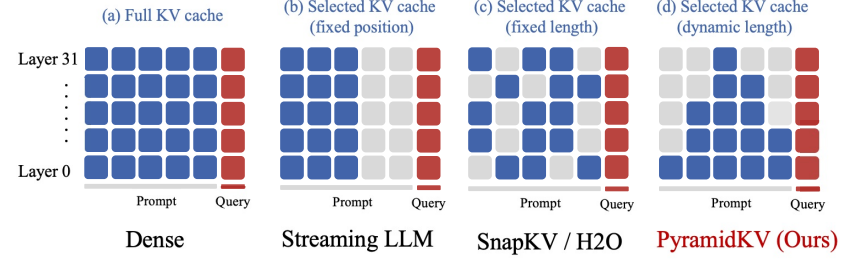 (a) Full KV cache
(b) Selected KV cache
(fixed position)
(c) Selected KV cache
(fixed length)
(d) Selected KV cache
(dynamic length)
Layer 31
Layer 0
Prompt
Query
Prompt
Query
Prompt
Query
Prompt
Query
Dense
Streaming LLM
SnapKV / H2O
PyramidKV (Ours)